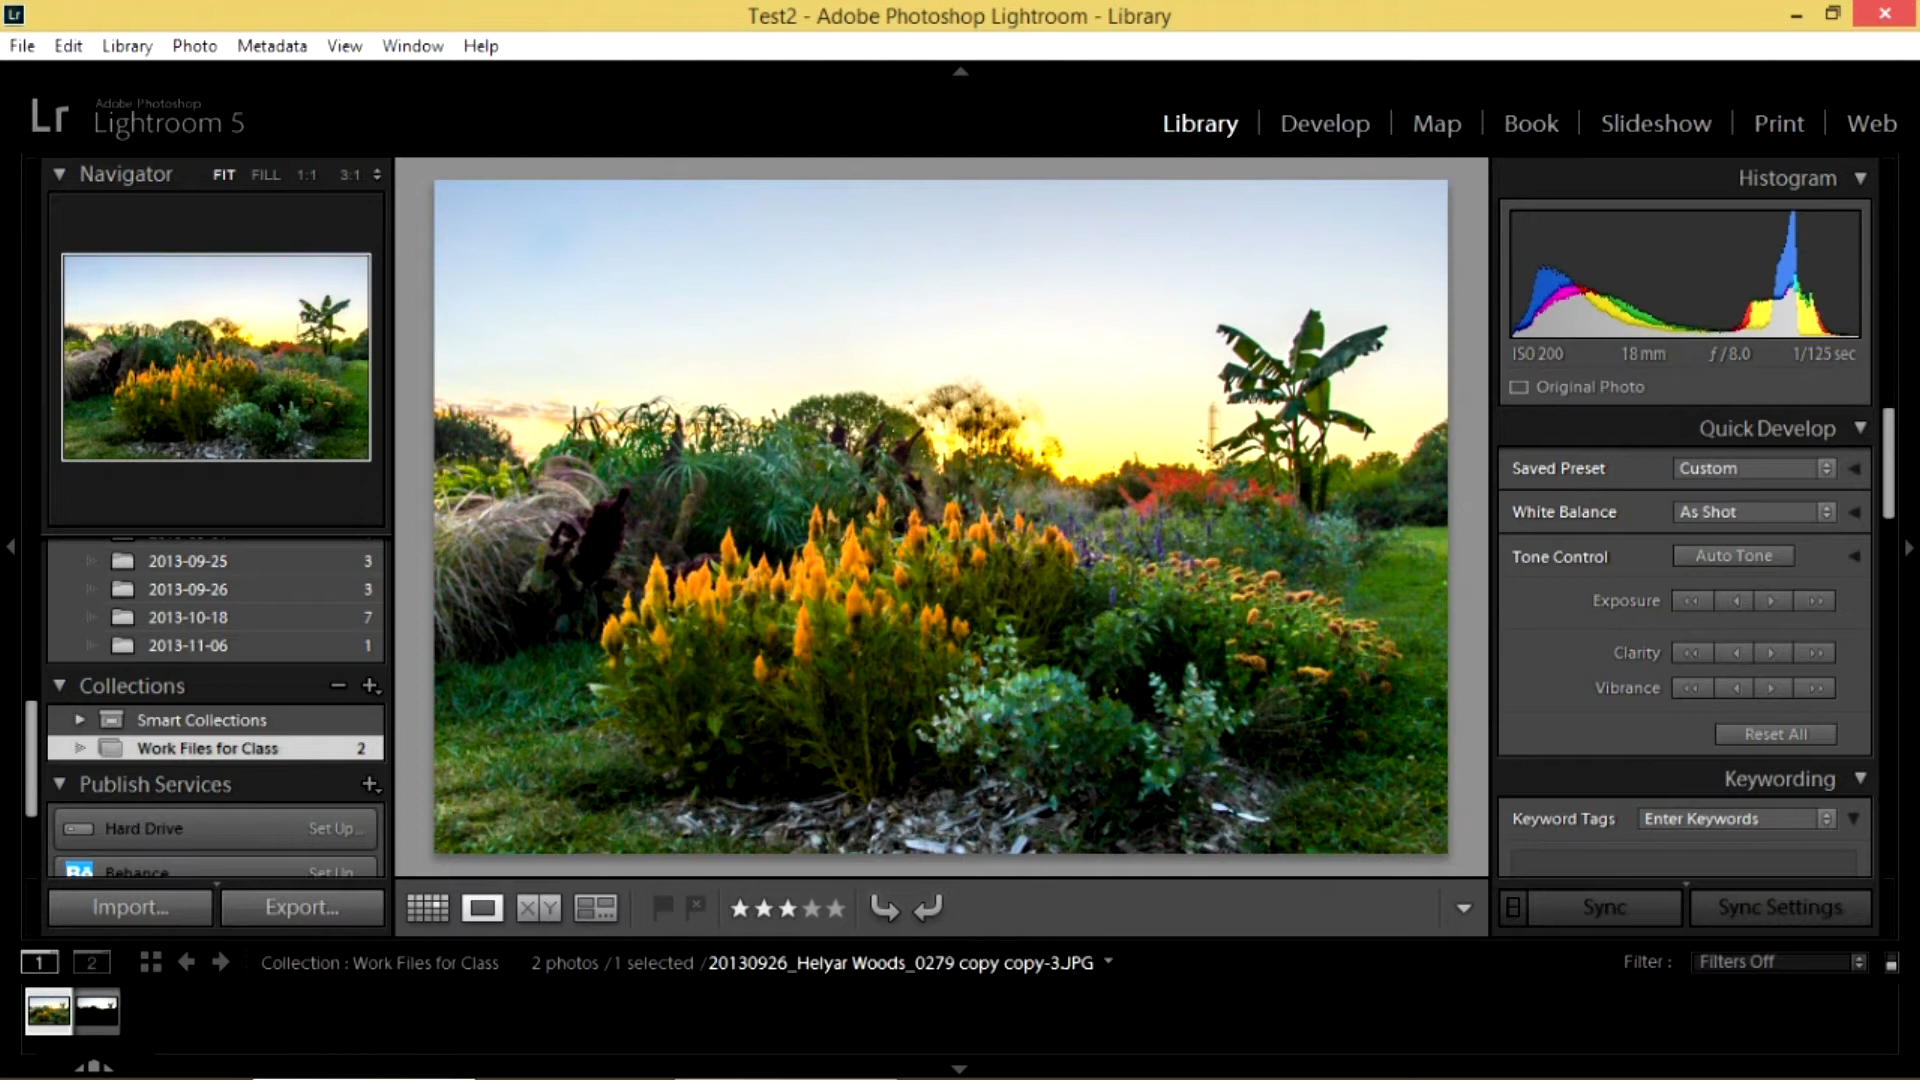 Lr
Test2 - Adobe Photoshop Lightroom - Library
File Edit Library Photo Metadata View Window Help
Lr
Adobe Photoshop
Lightroom 5
Library Develop Map Book Slideshow Print Web
Navigator FIT FILL 1:1 3:1
Histogram
ISO 200 18 mm ƒ/8.0 1/125 sec
Original Photo
Quick Develop
Saved Preset Custom
White Balance As Shot
Tone Control Auto Tone
Exposure
Clarity
Vibrance
Reset All
Keywording
Keyword Tags Enter Keywords
2013-09-25 3
2013-09-26 3
2013-10-18 7
2013-11-06 1
Collections
Smart Collections
Work Files for Class 2
Publish Services
Hard Drive Set Up...
Behance Set Up...
Import... Export...
X Y
Sync Sync Settings
1 2 Collection : Work Files for Class 2 photos / 1 selected / 20130926_Helyar Woods_0279 copy copy-3.JPG Filter : Filters Off